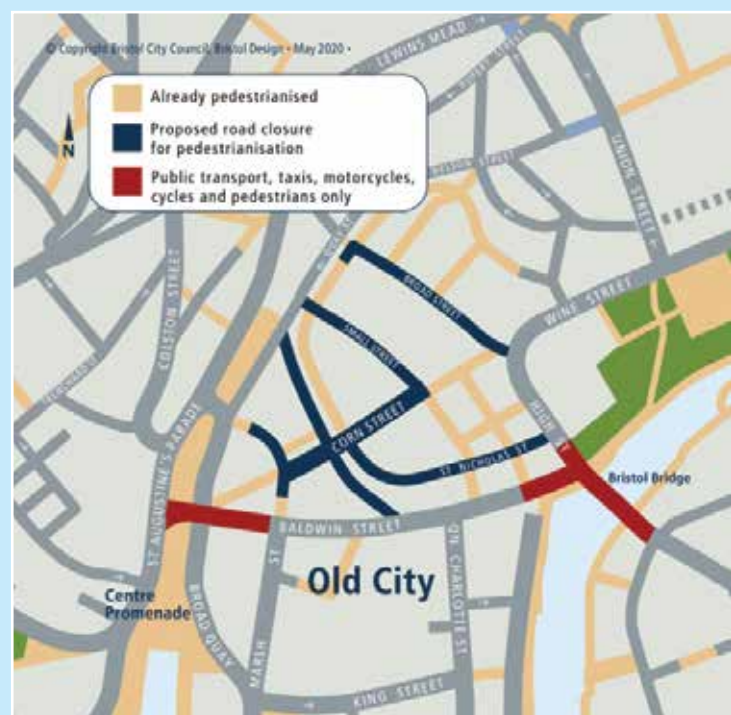 © Copyright Bristol City Council, Bristol Design • May 2020 •
Already pedestrianised
Proposed road closure
for pedestrianisation
Public transport, taxis, motorcycles,
cycles and pedestrians only
N
LEWINS MEAD
STREET
UNION STREET
COLSTON STREET
BROAD STREET
SMALL STREET
WINE STREET
CORN STREET
HIGH ST
ST NICHOLAS ST
ST AUGUSTINE'S PARADE
Bristol Bridge
BALDWIN STREET
Old City
QN CHARLOTTE ST
Centre
Promenade
BROAD QUAY
MARSH ST
KING STREET